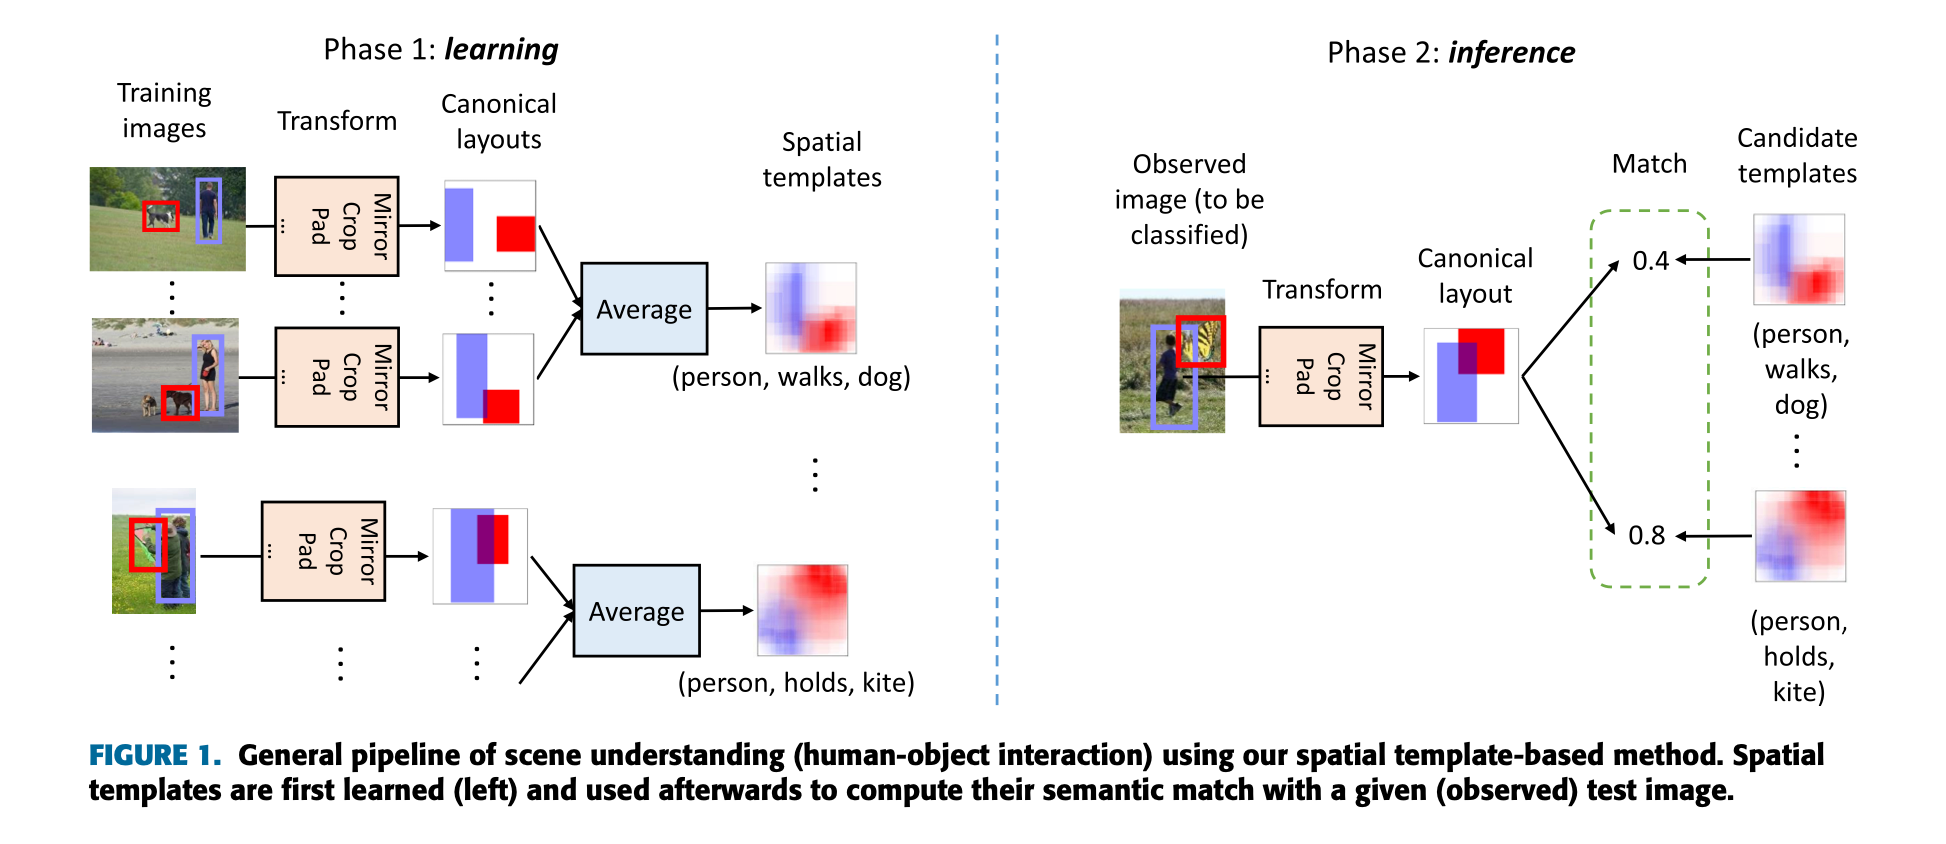 Phase 1: learning
Training
images
Transform
Canonical
layouts
Spatial
templates
Mirror
Crop
Pad
...
Mirror
Crop
Pad
...
Average
(person, walks, dog)
Mirror
Crop
Pad
...
Average
(person, holds, kite)
Phase 2: inference
Observed
image (to be
classified)
Transform
Canonical
layout
Match
Candidate
templates
Mirror
Crop
Pad
...
0.4
(person,
walks,
dog)
0.8
(person,
holds,
kite)
FIGURE 1. General pipeline of scene understanding (human-object interaction) using our spatial template-based method. Spatial
templates are first learned (left) and used afterwards to compute their semantic match with a given (observed) test image.